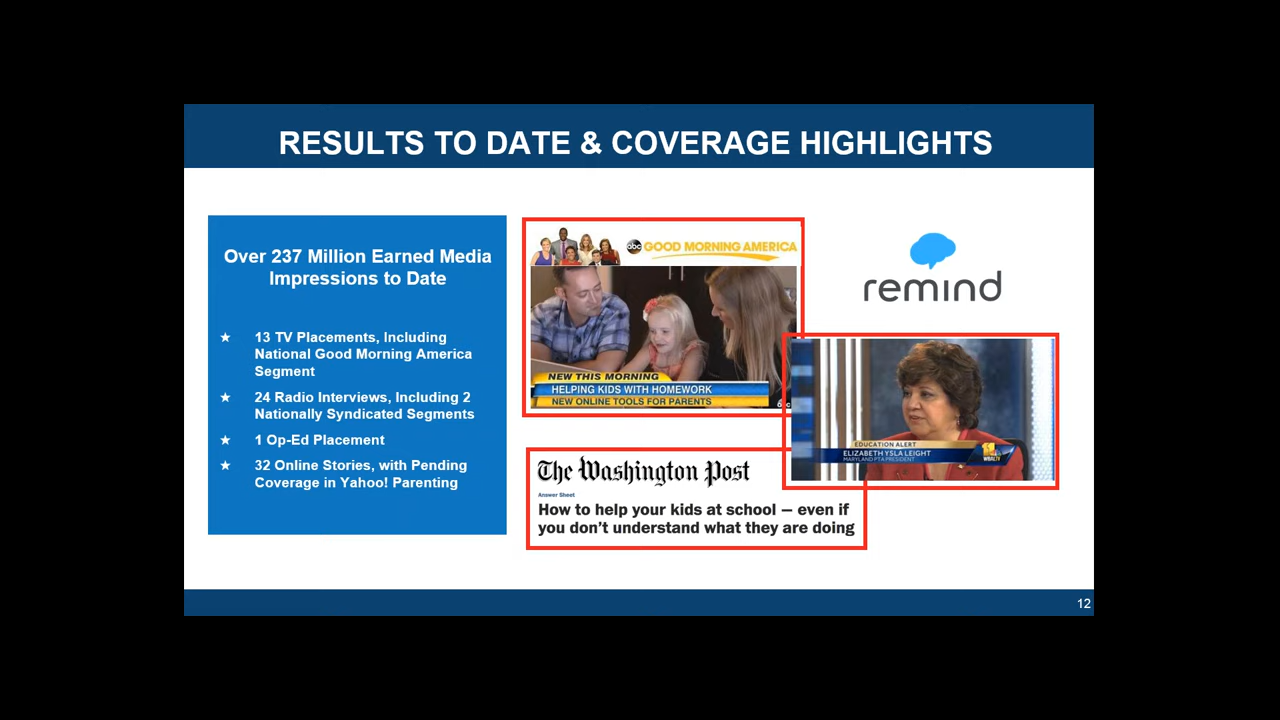 RESULTS TO DATE & COVERAGE HIGHLIGHTS
Over 237 Million Earned Media
Impressions to Date
★ 13 TV Placements, Including
National Good Morning America
Segment
★ 24 Radio Interviews, Including 2
Nationally Syndicated Segments
★ 1 Op-Ed Placement
★ 32 Online Stories, with Pending
Coverage in Yahoo! Parenting
abc GOOD MORNING AMERICA
NEW THIS MORNING
HELPING KIDS WITH HOMEWORK
NEW ONLINE TOOLS FOR PARENTS
abc
remind
EDUCATION ALERT
ELIZABETH YSLA LEIGHT
MARYLAND PTA PRESIDENT
WBALTV
The Washington Post
Answer Sheet
How to help your kids at school — even if
you don’t understand what they are doing
12